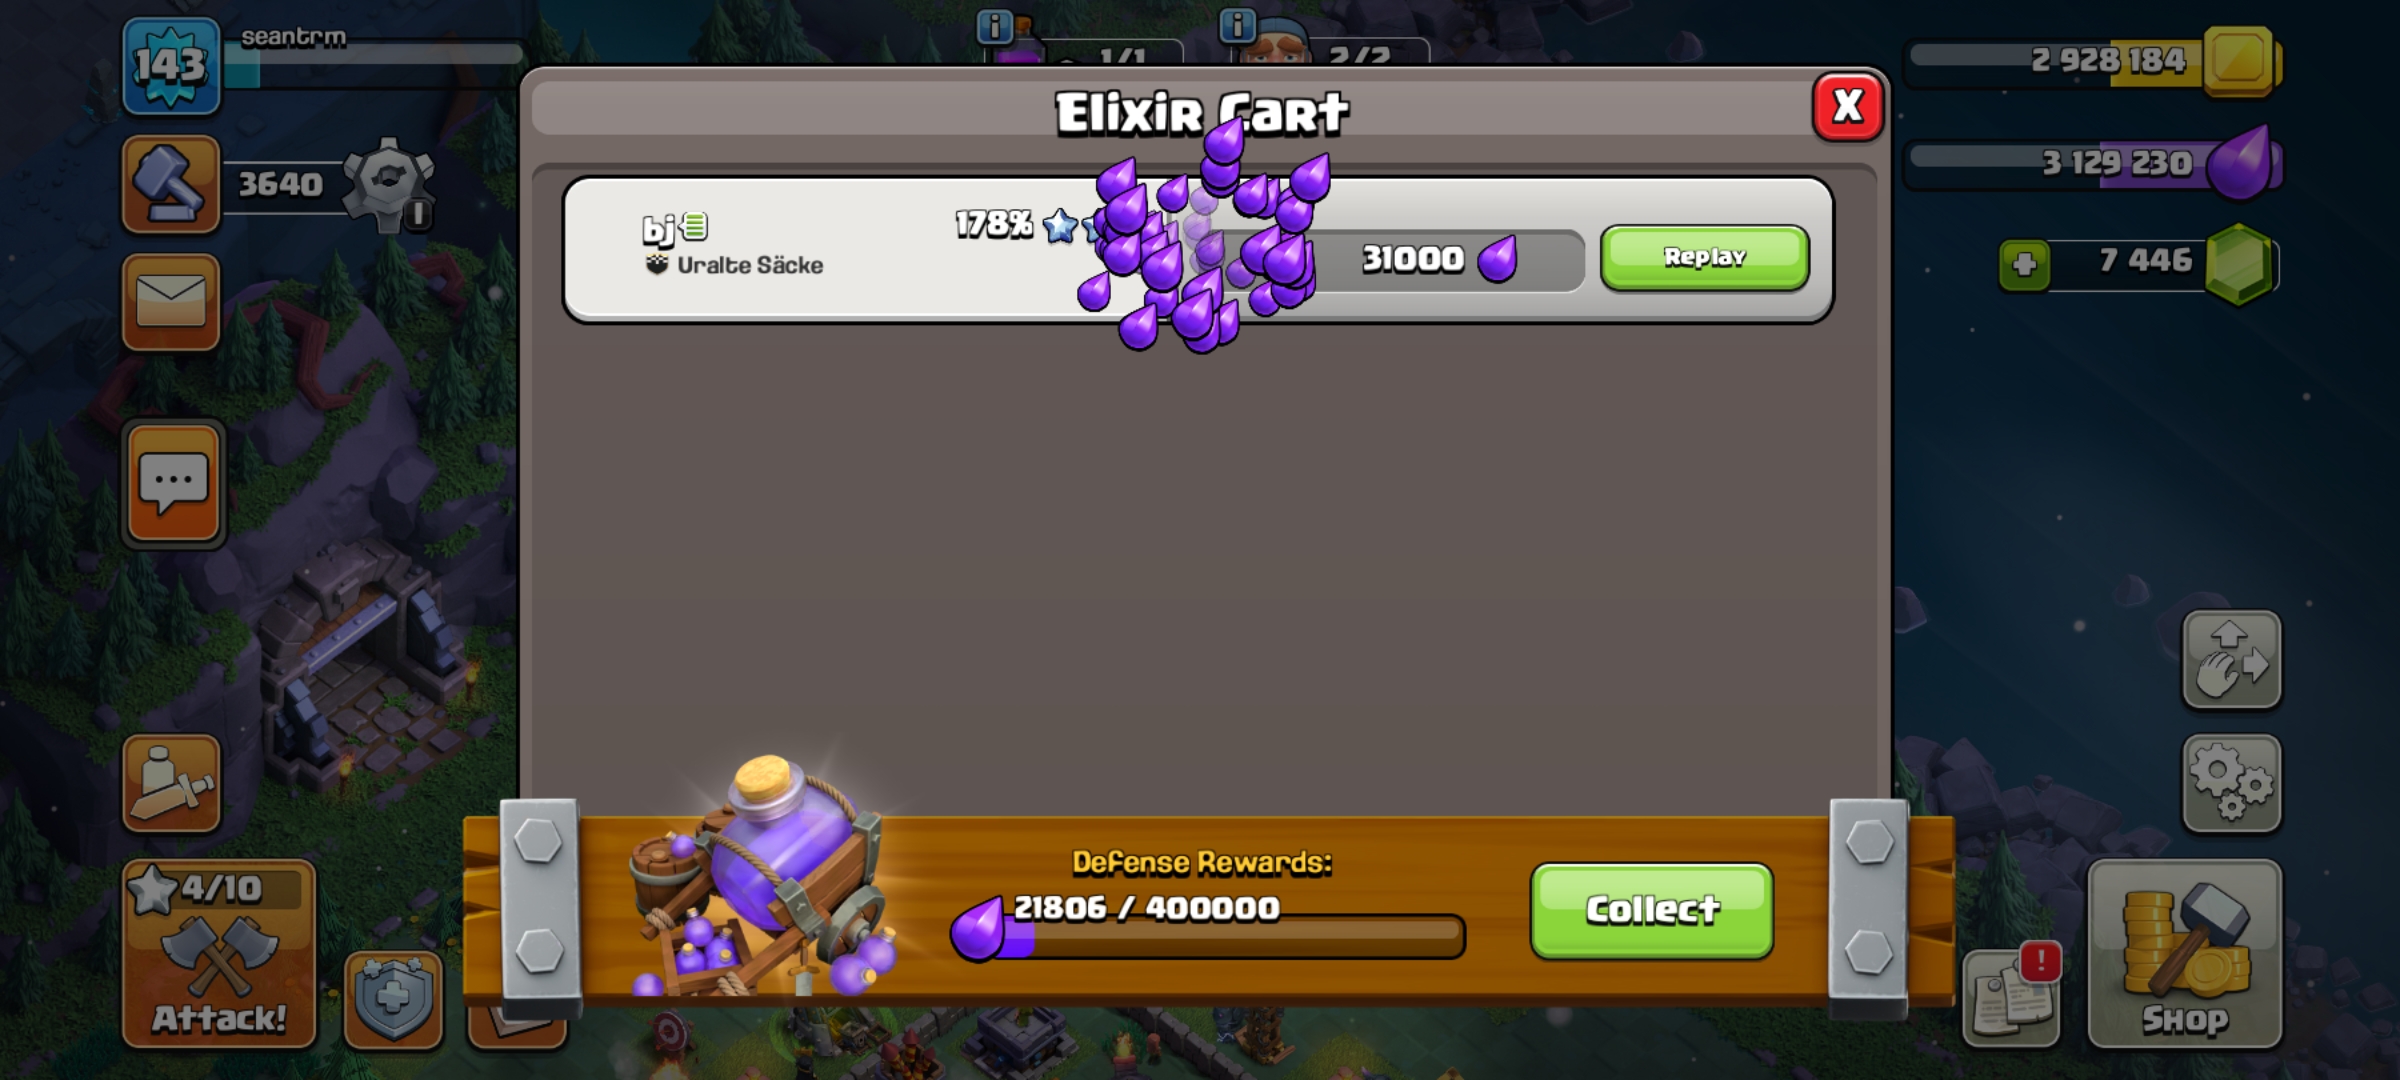 143
seantrm
1/1
2/2
2 928 184
3640
3 129 230
7 446
Elixir Cart
X
bj
178%
Uralte Säcke
31000
Replay
Defense Rewards:
21806 / 400000
Collect
4/10
Attack!
!
Shop